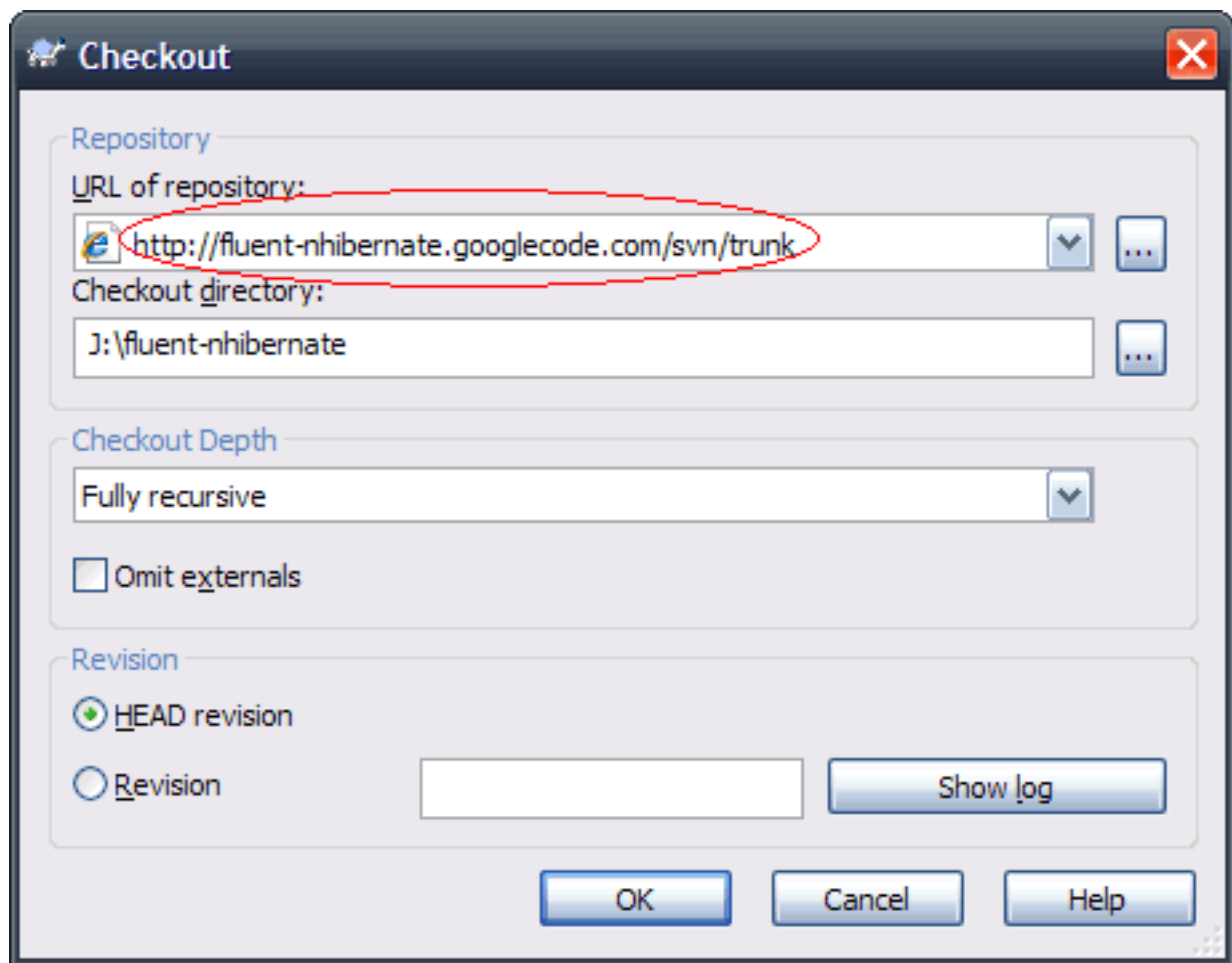 Checkout
Repository
URL of repository:
http://fluent-nhibernate.googlecode.com/svn/trunk
...
Checkout directory:
J:\fluent-nhibernate
...
Checkout Depth
Fully recursive
Omit externals
Revision
HEAD revision
Revision
Show log
OK Cancel Help